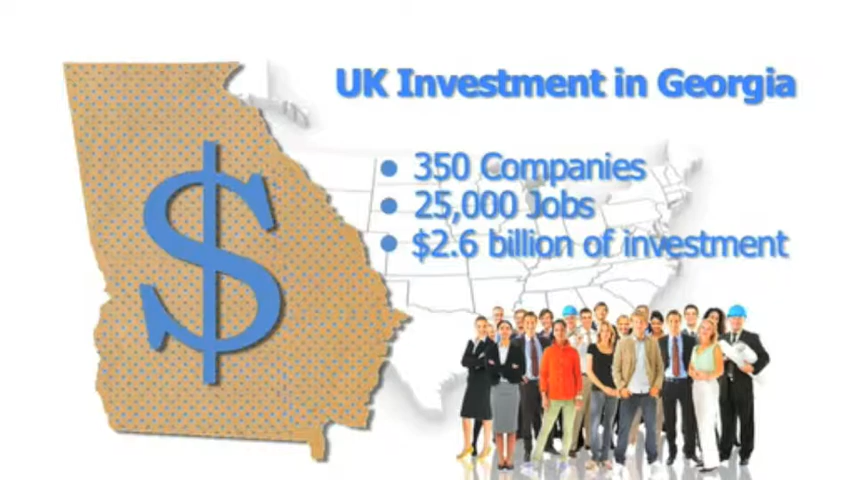 UK Investment in Georgia
$
• 350 Companies
• 25,000 Jobs
• $2.6 billion of investment